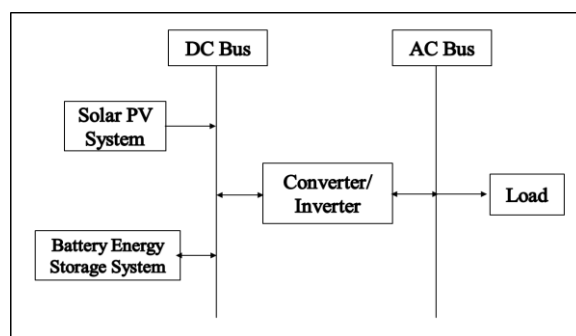 DC Bus
AC Bus
Solar PV
System
Converter/
Inverter
Load
Battery Energy
Storage System